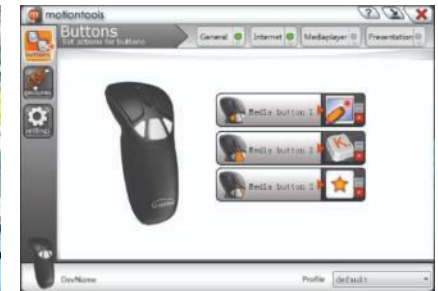 motiontools
Buttons
Set actions for buttons
General
Internet
Mediaplayer
Presentation
buttons
gestures
settings
Media button 1
Media button 2
Media button 3
DevName
Profile
default